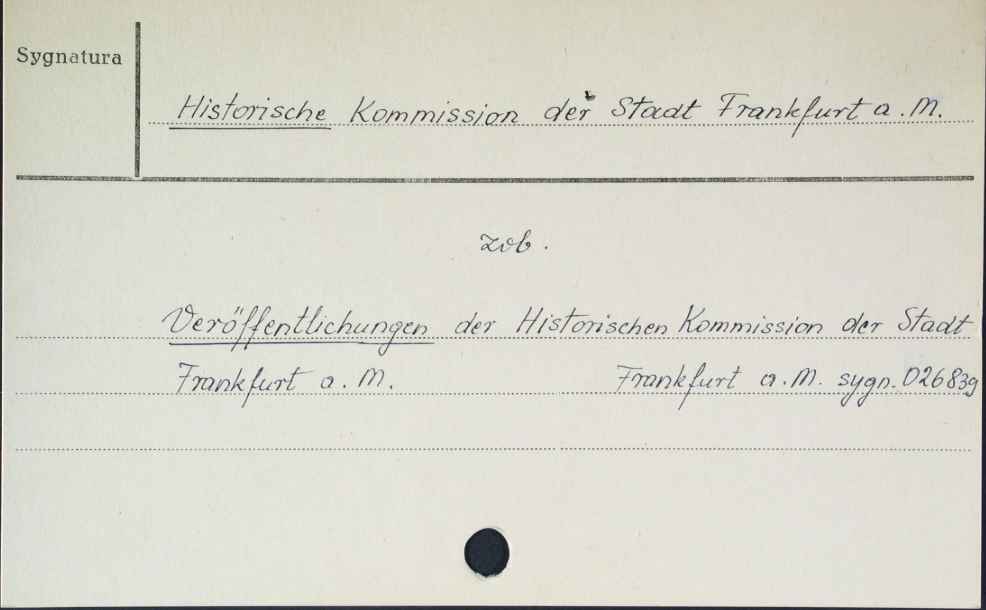 Sygnatura
Historische Kommission der Stadt Frankfurt a. M.
zob.
Veröffentlichungen der Historischen Kommission der Stadt
Frankfurt a. M. Frankfurt a. M. sygn. 026839